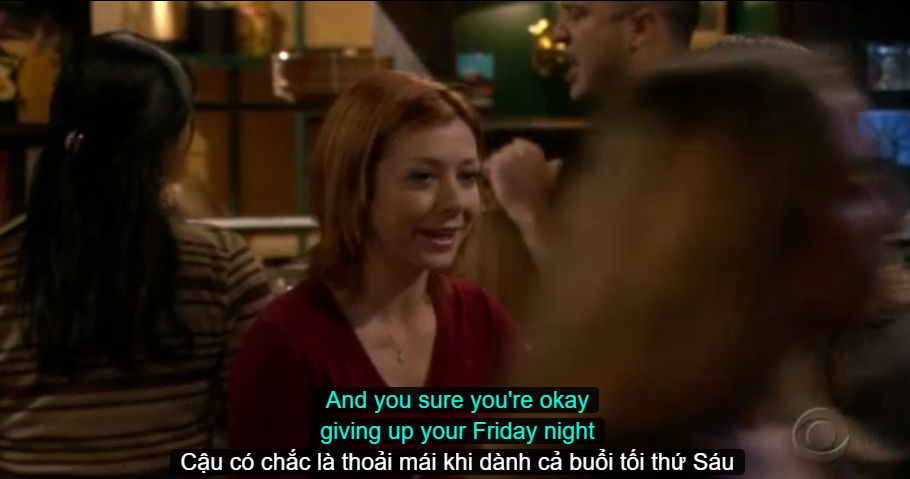 And you sure you're okay
giving up your Friday night
Cậu có chắc là thoải mái khi dành cả buổi tối thứ Sáu